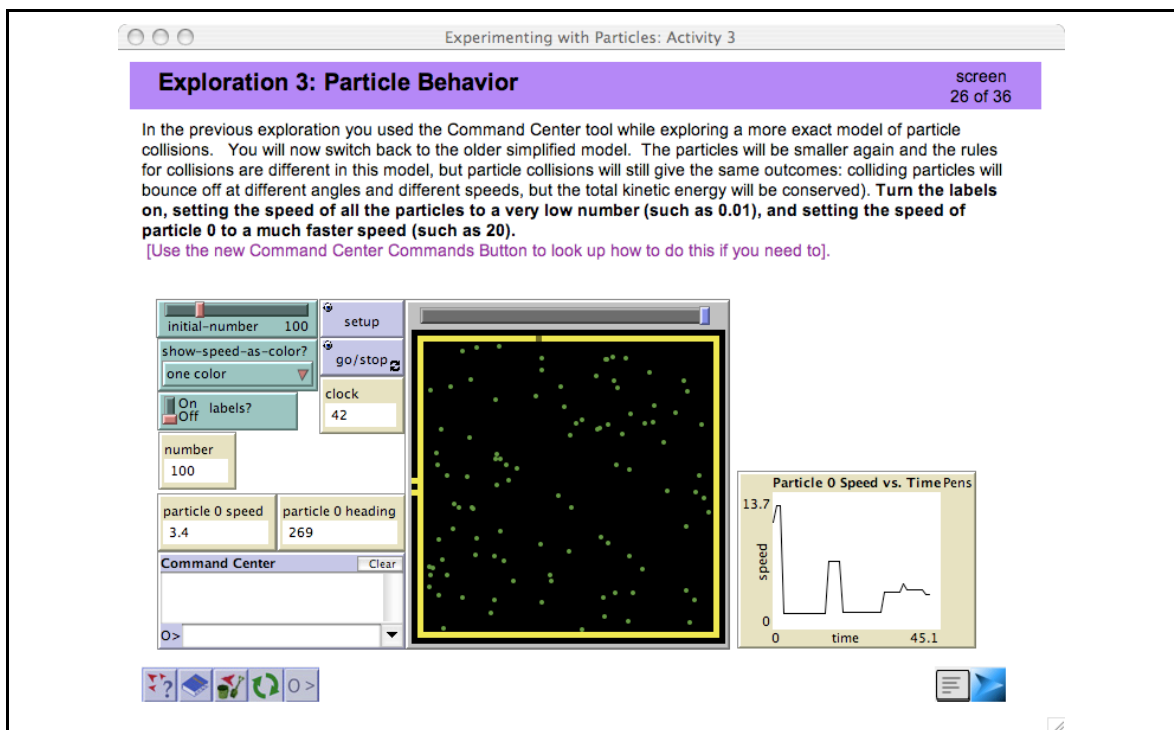 Experimenting with Particles: Activity 3
Exploration 3: Particle Behavior
screen
26 of 36
In the previous exploration you used the Command Center tool while exploring a more exact model of particle
collisions.   You will now switch back to the older simplified model.  The particles will be smaller again and the rules
for collisions are different in this model, but particle collisions will still give the same outcomes: colliding particles will
bounce off at different angles and different speeds, but the total kinetic energy will be conserved). Turn the labels
on, setting the speed of all the particles to a very low number (such as 0.01), and setting the speed of
particle 0 to a much faster speed (such as 20).
[Use the new Command Center Commands Button to look up how to do this if you need to].
initial-number 100
setup
show-speed-as-color?
one color
go/stop
On
Off
labels?
clock
42
number
100
particle 0 speed
3.4
particle 0 heading
269
Command Center
Clear
O>
Particle 0 Speed vs. Time
Pens
13.7
speed
0
0
time
45.1
?
O >